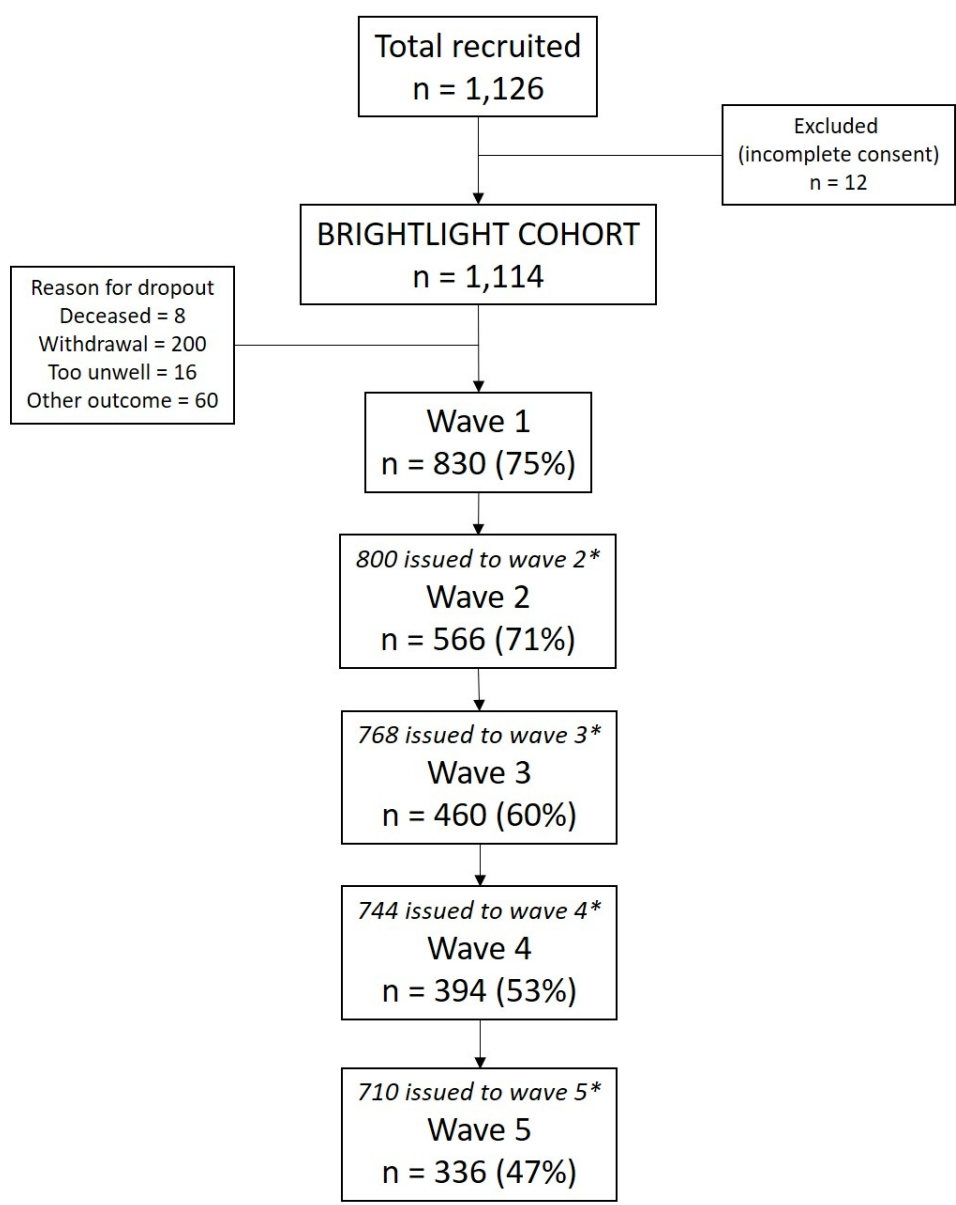 Total recruited
n = 1,126
Excluded
(incomplete consent)
n = 12
BRIGHTLIGHT COHORT
n = 1,114
Reason for dropout
Deceased = 8
Withdrawal = 200
Too unwell = 16
Other outcome = 60
Wave 1
n = 830 (75%)
800 issued to wave 2*
Wave 2
n = 566 (71%)
768 issued to wave 3*
Wave 3
n = 460 (60%)
744 issued to wave 4*
Wave 4
n = 394 (53%)
710 issued to wave 5*
Wave 5
n = 336 (47%)